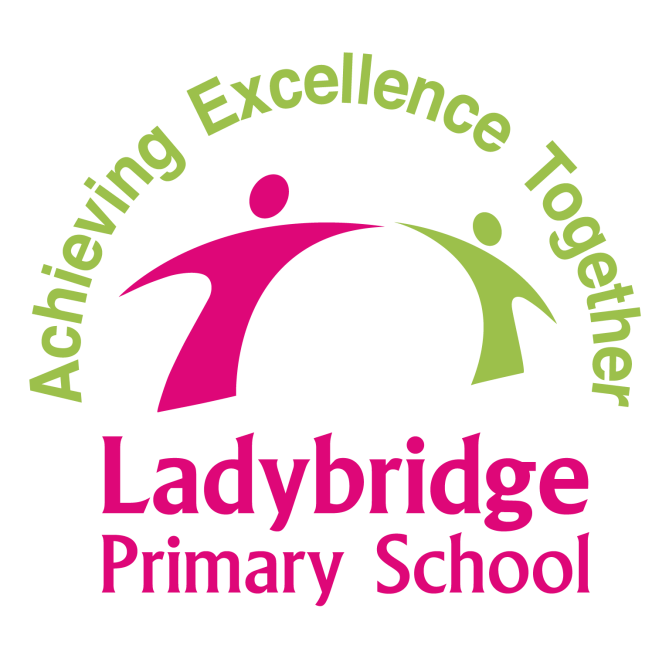 Achieving Excellence Together
Ladybridge
Primary School